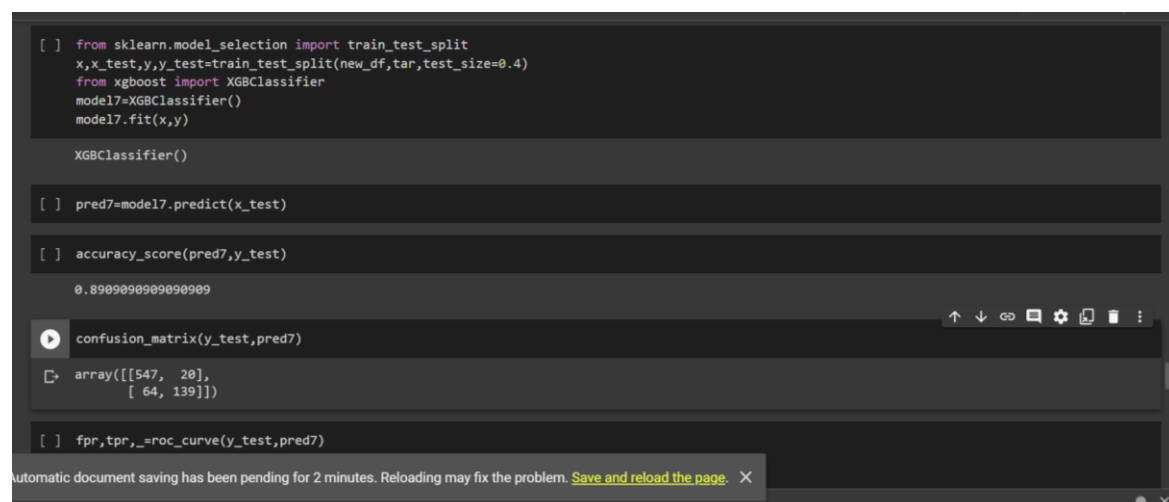 [ ] from sklearn.model_selection import train_test_split
x,x_test,y,y_test=train_test_split(new_df,tar,test_size=0.4)
from xgboost import XGBClassifier
model7=XGBClassifier()
model7.fit(x,y)
XGBClassifier()
[ ] pred7=model7.predict(x_test)
[ ] accuracy_score(pred7,y_test)
0.8909090909090909
confusion_matrix(y_test,pred7)
array([[547,  20],
       [ 64, 139]])
[ ] fpr,tpr,_=roc_curve(y_test,pred7)
Automatic document saving has been pending for 2 minutes. Reloading may fix the problem. Save and reload the page.